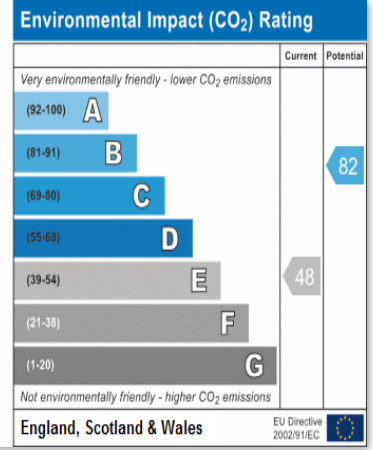 Environmental Impact (CO₂) Rating
Current Potential
Very environmentally friendly - lower CO₂ emissions
(92-100) A
(81-91) B
82
(69-80) C
(55-68) D
(39-54) E
48
(21-38) F
(1-20) G
Not environmentally friendly - higher CO₂ emissions
England, Scotland & Wales
EU Directive
2002/91/EC